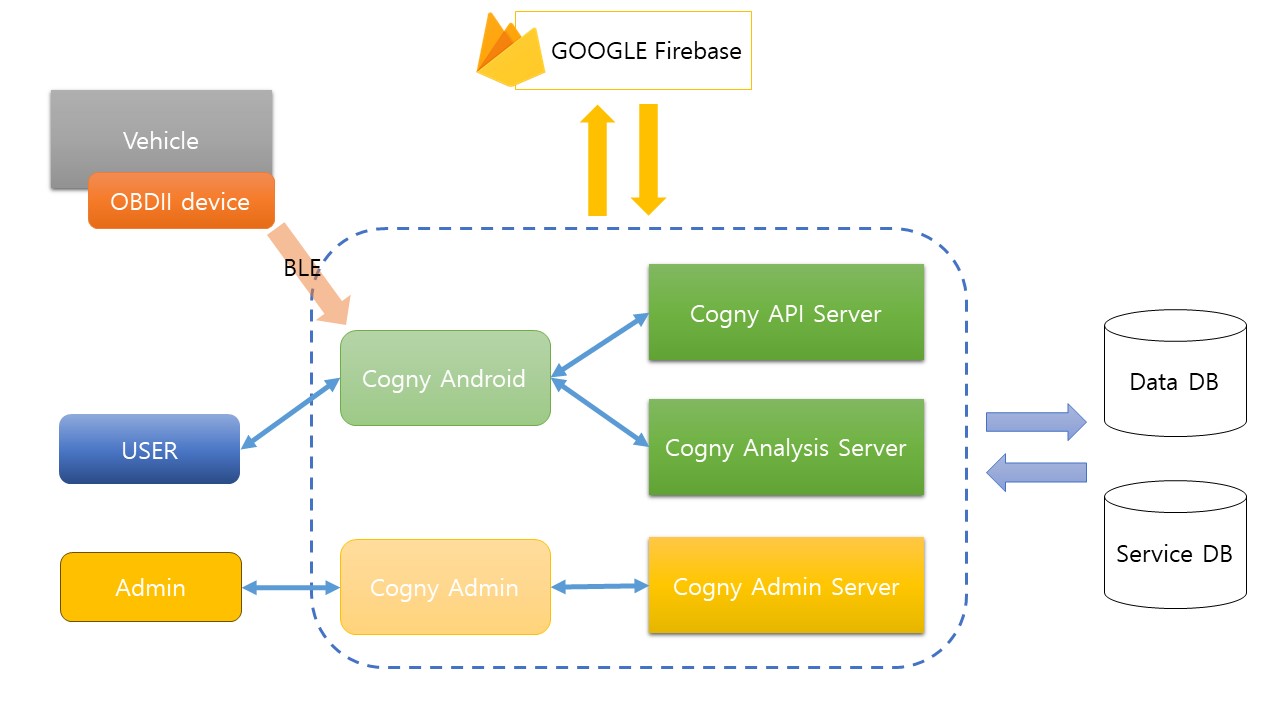 GOOGLE Firebase
Vehicle
OBDII device
BLE
Cogny API Server
Cogny Android
Data DB
USER
Cogny Analysis Server
Service DB
Admin
Cogny Admin
Cogny Admin Server